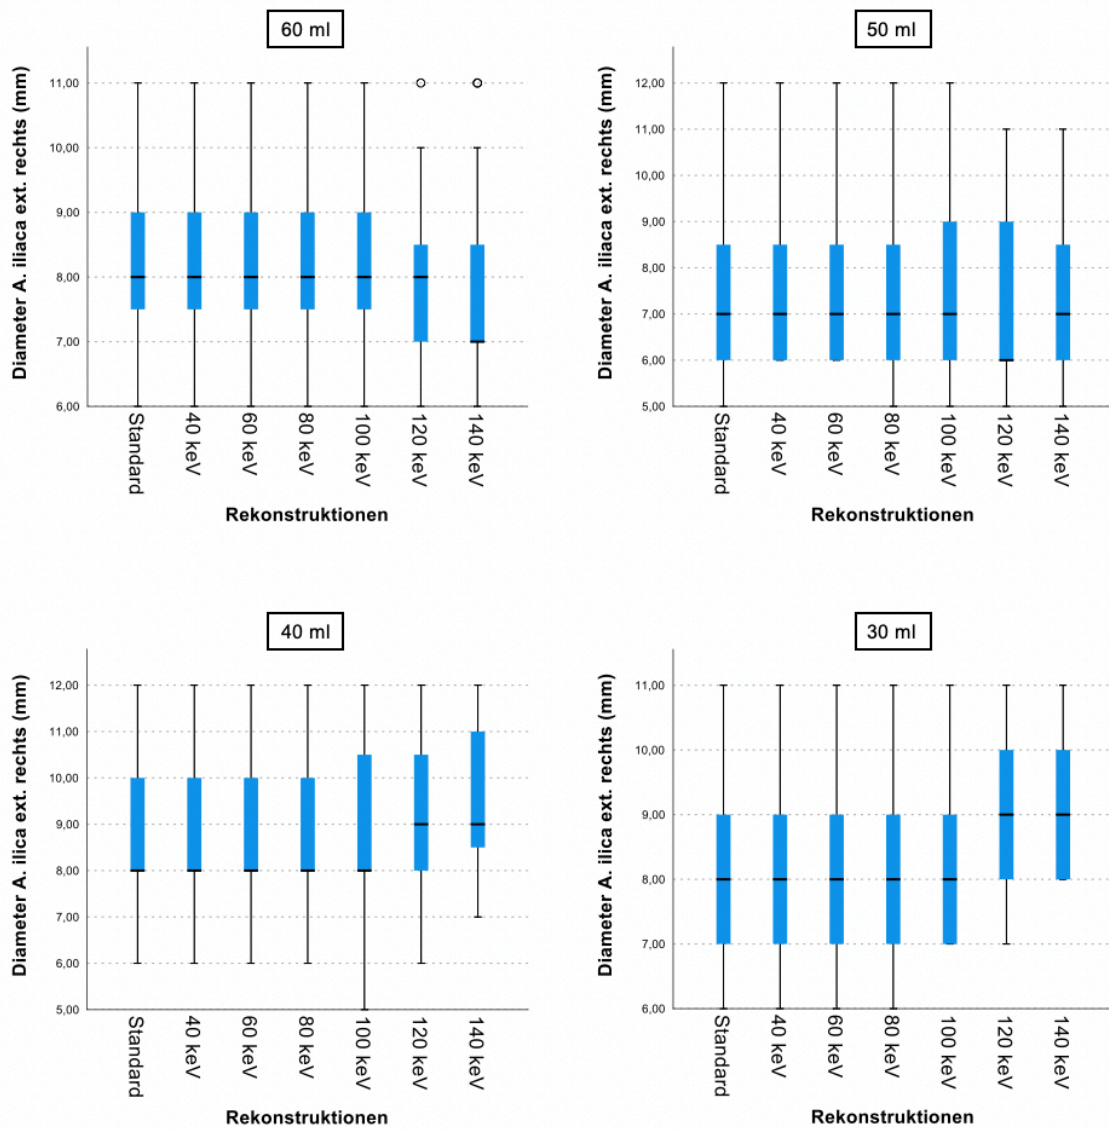 60 ml
Diameter A. iliaca ext. rechts (mm)
11,00
10,00
9,00
8,00
7,00
6,00
Standard
40 keV
60 keV
80 keV
100 keV
120 keV
140 keV
Rekonstruktionen
50 ml
Diameter A. iliaca ext. rechts (mm)
12,00
11,00
10,00
9,00
8,00
7,00
6,00
5,00
Standard
40 keV
60 keV
80 keV
100 keV
120 keV
140 keV
Rekonstruktionen
40 ml
Diameter A. ilica ext. rechts (mm)
12,00
11,00
10,00
9,00
8,00
7,00
6,00
5,00
Standard
40 keV
60 keV
80 keV
100 keV
120 keV
140 keV
Rekonstruktionen
30 ml
Diameter A. ilica ext. rechts (mm)
11,00
10,00
9,00
8,00
7,00
6,00
Standard
40 keV
60 keV
80 keV
100 keV
120 keV
140 keV
Rekonstruktionen